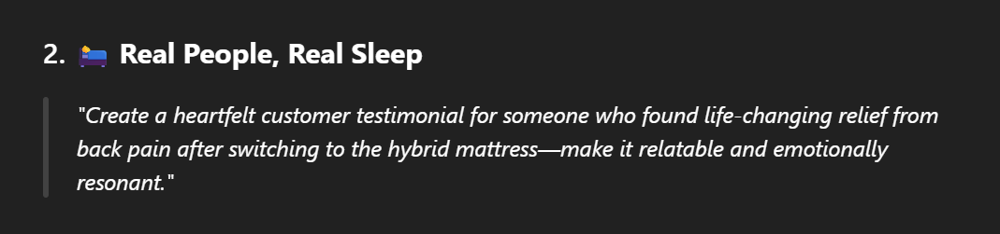 2. 🛌 Real People, Real Sleep
"Create a heartfelt customer testimonial for someone who found life-changing relief from
back pain after switching to the hybrid mattress—make it relatable and emotionally
resonant."